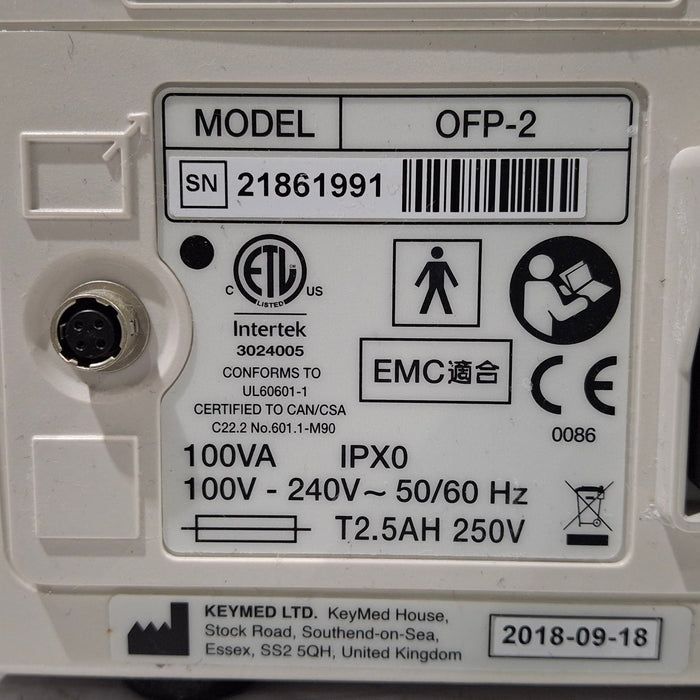 MODEL OFP-2
SN 21861991
ETL
C US
LISTED
Intertek
3024005
CONFORMS TO
UL60601-1
CERTIFIED TO CAN/CSA
C22.2 No.601.1-M90
EMC適合
CE
0086
100VA IPX0
100V - 240V ~ 50/60 Hz
T2.5AH 250V
KEYMED LTD. KeyMed House,
Stock Road, Southend-on-Sea,
Essex, SS2 5QH, United Kingdom
2018-09-18